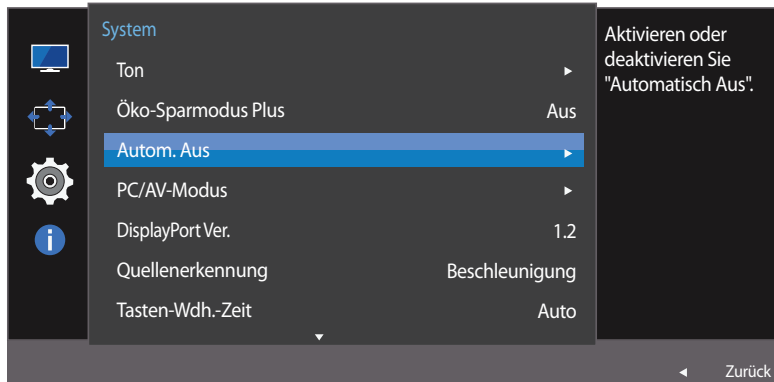 System
Ton
Öko-Sparmodus Plus Aus
Autom. Aus
PC/AV-Modus
DisplayPort Ver. 1.2
Quellenerkennung Beschleunigung
Tasten-Wdh.-Zeit Auto
Aktivieren oder
deaktivieren Sie
"Automatisch Aus".
Zurück